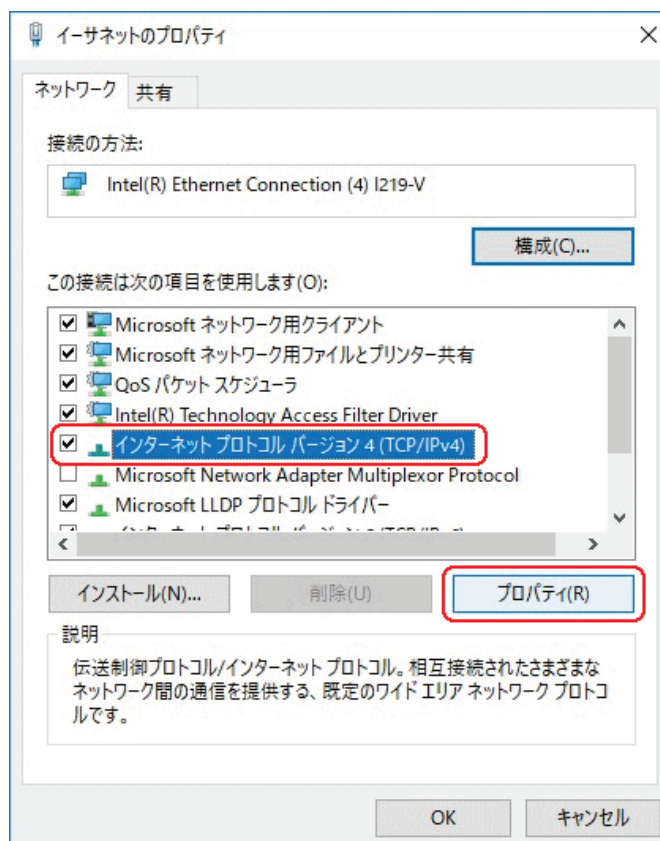 イーサネットのプロパティ
ネットワーク 共有
接続の方法:
Intel(R) Ethernet Connection (4) I219-V
構成(C)...
この接続は次の項目を使用します(O):
Microsoft ネットワーク用クライアント
Microsoft ネットワーク用ファイルとプリンター共有
QoS パケット スケジューラ
Intel(R) Technology Access Filter Driver
インターネット プロトコル バージョン 4 (TCP/IPv4)
Microsoft Network Adapter Multiplexor Protocol
Microsoft LLDP プロトコル ドライバー
インストール(N)... 削除(U) プロパティ(R)
説明
伝送制御プロトコル/インターネット プロトコル。相互接続されたさまざまな
ネットワーク間の通信を提供する、既定のワイド エリア ネットワーク プロトコ
ルです。
OK キャンセル